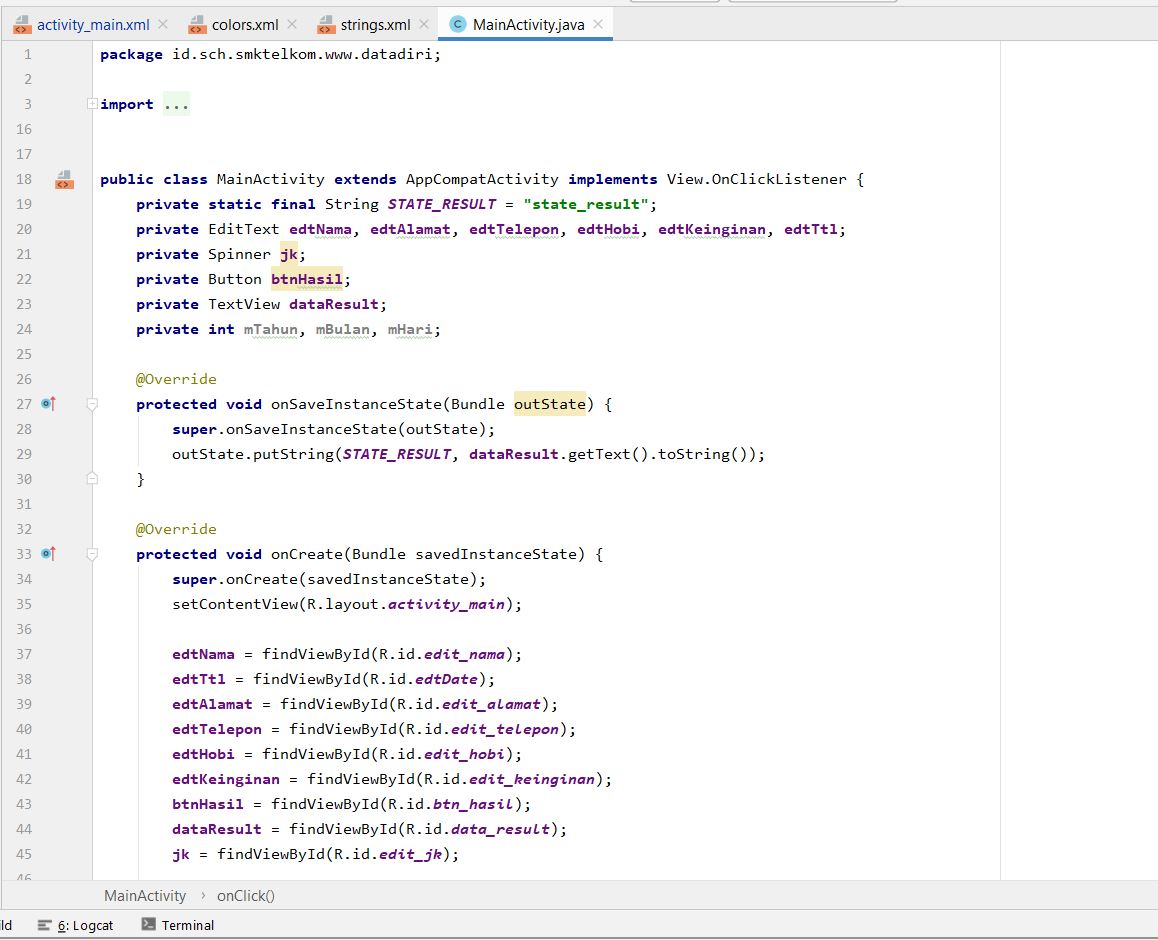 activity_main.xml colors.xml strings.xml MainActivity.java
1 package id.sch.smktelkom.www.datadiri;
2
3 import ...
16
17
18 public class MainActivity extends AppCompatActivity implements View.OnClickListener {
19 private static final String STATE_RESULT = "state_result";
20 private EditText edtNama, edtAlamat, edtTelepon, edtHobi, edtKeinginan, edtTtl;
21 private Spinner jk;
22 private Button btnHasil;
23 private TextView dataResult;
24 private int mTahun, mBulan, mHari;
25
26 @Override
27 protected void onSaveInstanceState(Bundle outState) {
28 super.onSaveInstanceState(outState);
29 outState.putString(STATE_RESULT, dataResult.getText().toString());
30 }
31
32 @Override
33 protected void onCreate(Bundle savedInstanceState) {
34 super.onCreate(savedInstanceState);
35 setContentView(R.layout.activity_main);
36
37 edtNama = findViewById(R.id.edit_nama);
38 edtTtl = findViewById(R.id.edtDate);
39 edtAlamat = findViewById(R.id.edit_alamat);
40 edtTelepon = findViewById(R.id.edit_telepon);
41 edtHobi = findViewById(R.id.edit_hobi);
42 edtKeinginan = findViewById(R.id.edit_keinginan);
43 btnHasil = findViewById(R.id.btn_hasil);
44 dataResult = findViewById(R.id.data_result);
45 jk = findViewById(R.id.edit_jk);
46
MainActivity › onClick()
ld 6: Logcat Terminal